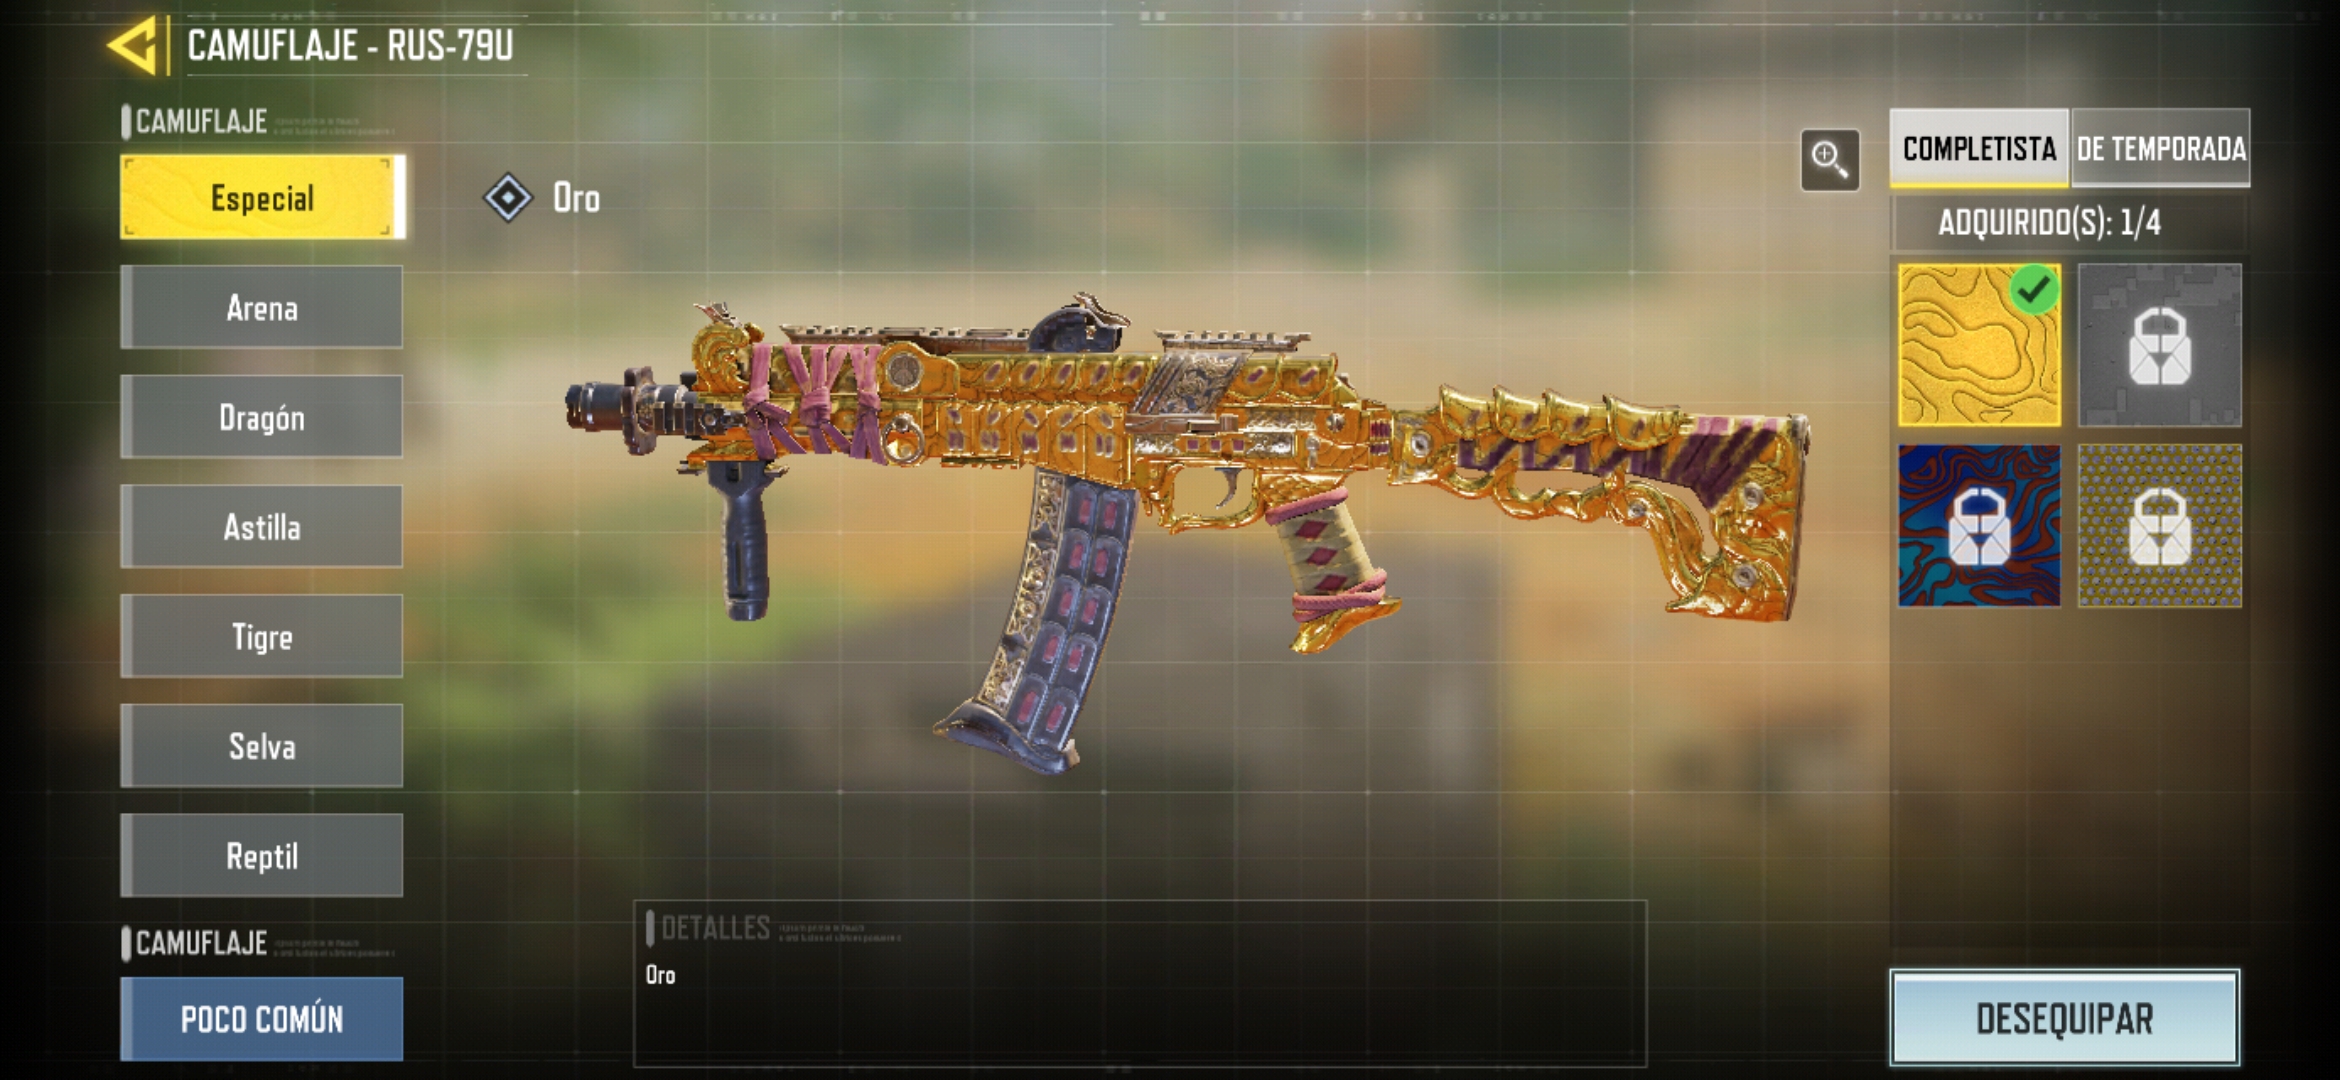 CAMUFLAJE - RUS-79U
CAMUFLAJE
Especial
Oro
Arena
Dragón
Astilla
Tigre
Selva
Reptil
CAMUFLAJE
POCO COMÚN
COMPLETISTA
DE TEMPORADA
ADQUIRIDO(S): 1/4
DETALLES
Oro
DESEQUIPAR